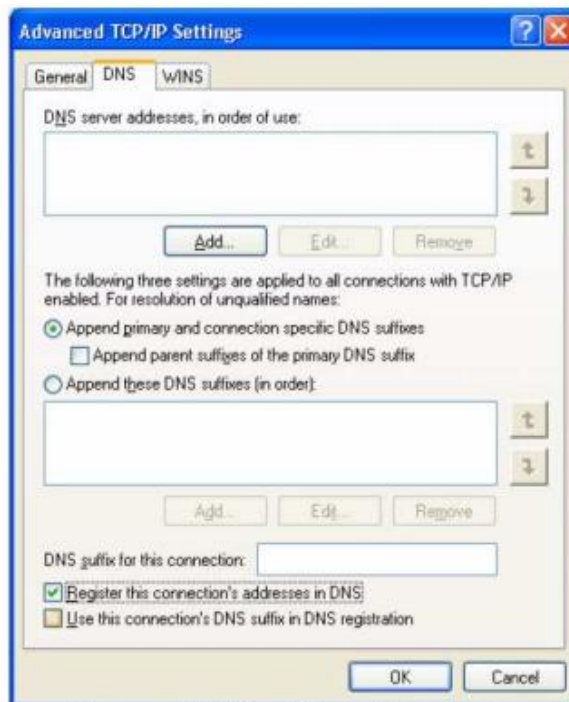 Advanced TCP/IP Settings
General DNS WINS
DNS server addresses, in order of use:
Add... Edit... Remove
The following three settings are applied to all connections with TCP/IP
enabled. For resolution of unqualified names:
Append primary and connection specific DNS suffixes
Append parent suffixes of the primary DNS suffix
Append these DNS suffixes (in order):
Add... Edit... Remove
DNS suffix for this connection:
Register this connection's addresses in DNS
Use this connection's DNS suffix in DNS registration
OK Cancel